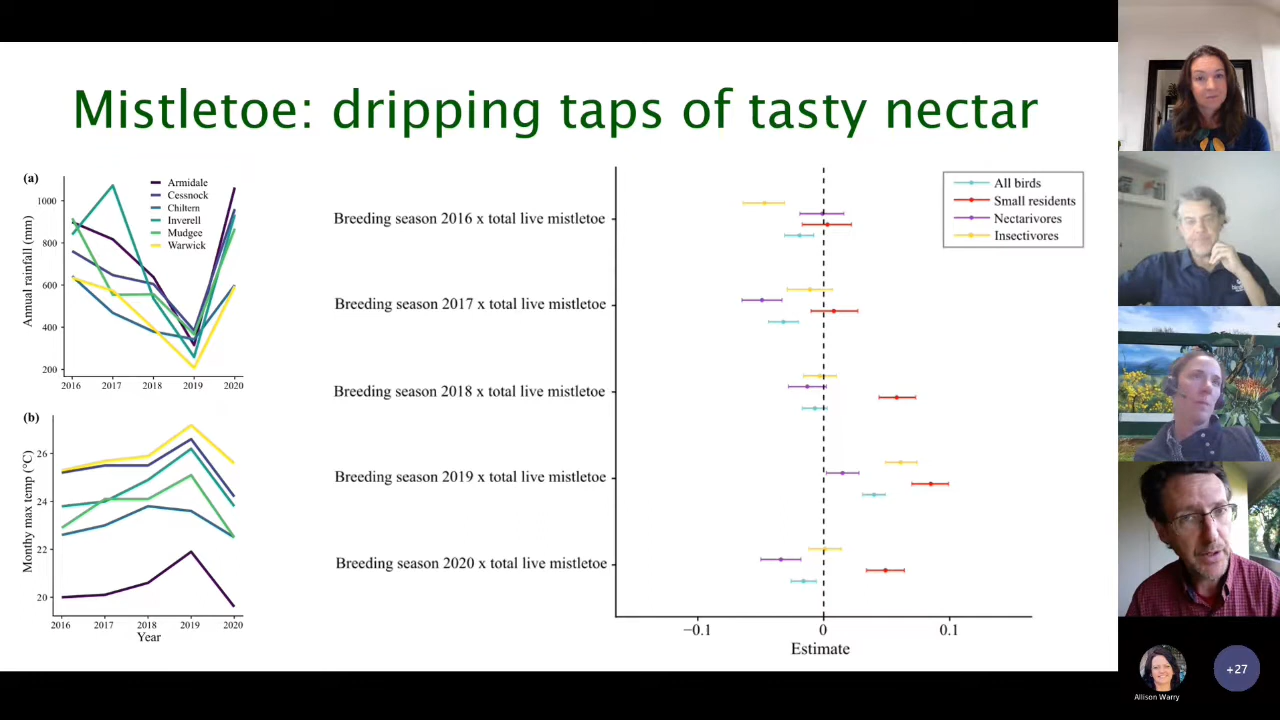 Mistletoe: dripping taps of tasty nectar
(a)
Annual rainfall (mm)
1000
800
600
400
200
2016
2017
2018
2019
2020
Armidale
Cessnock
Chiltern
Inverell
Mudgee
Warwick
(b)
Monthy max temp (°C)
26
24
22
20
2016
2017
2018
2019
2020
Year
Breeding season 2016 x total live mistletoe
Breeding season 2017 x total live mistletoe
Breeding season 2018 x total live mistletoe
Breeding season 2019 x total live mistletoe
Breeding season 2020 x total live mistletoe
−0.1
0
0.1
Estimate
All birds
Small residents
Nectarivores
Insectivores
Allison Warry
+27